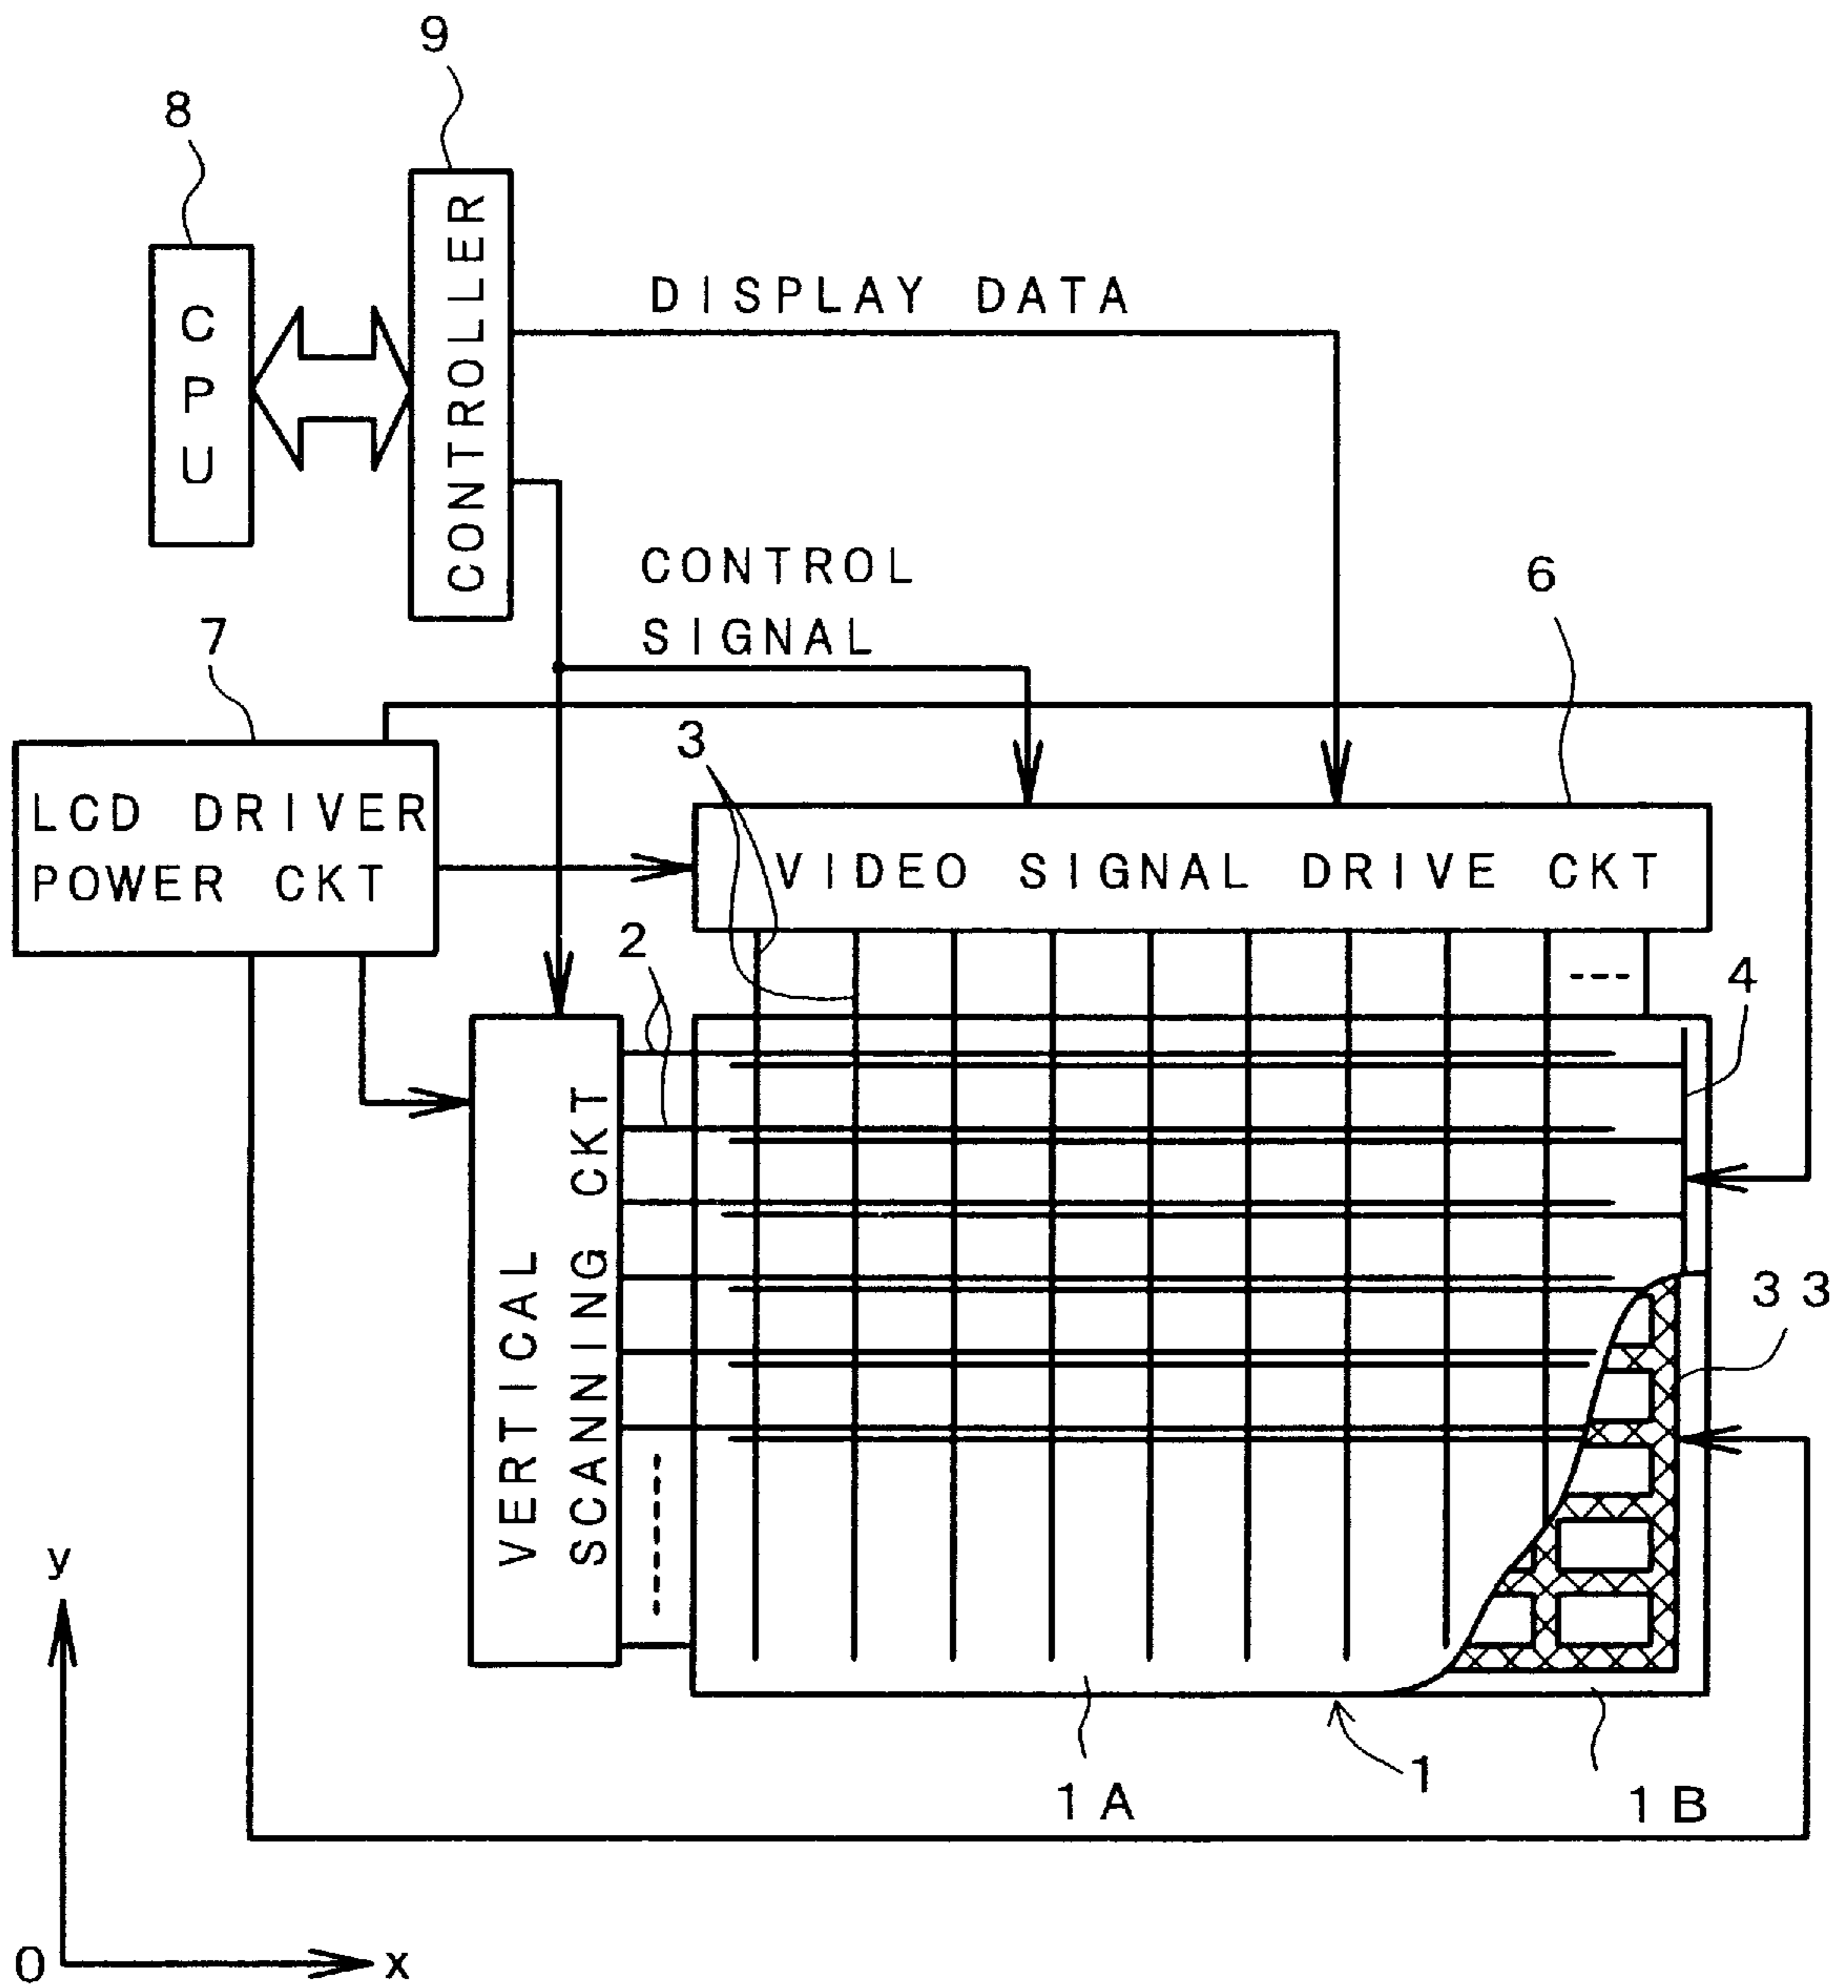 9
8
CONTROLLER
C
P
U
DISPLAY DATA
CONTROL
SIGNAL
6
7
3
LCD DRIVER
POWER CKT
VIDEO SIGNAL DRIVE CKT
2
4
VERTICAL
SCANNING CKT
33
y
1A
1
1B
0
x